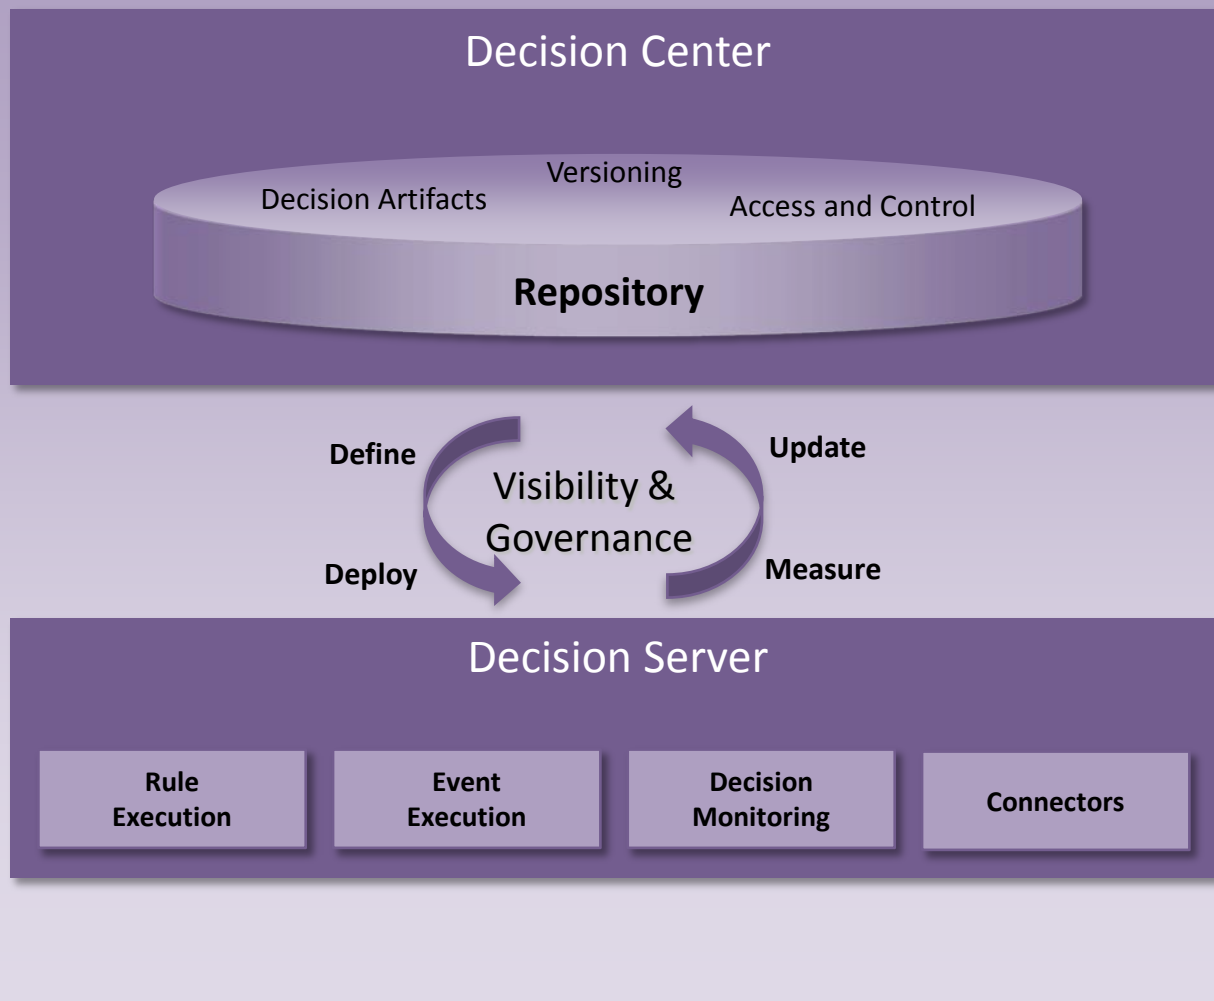 Decision Center
Versioning
Decision Artifacts
Access and Control
Repository
Define
Update
Visibility &
Governance
Deploy
Measure
Decision Server
Rule
Execution
Event
Execution
Decision
Monitoring
Connectors